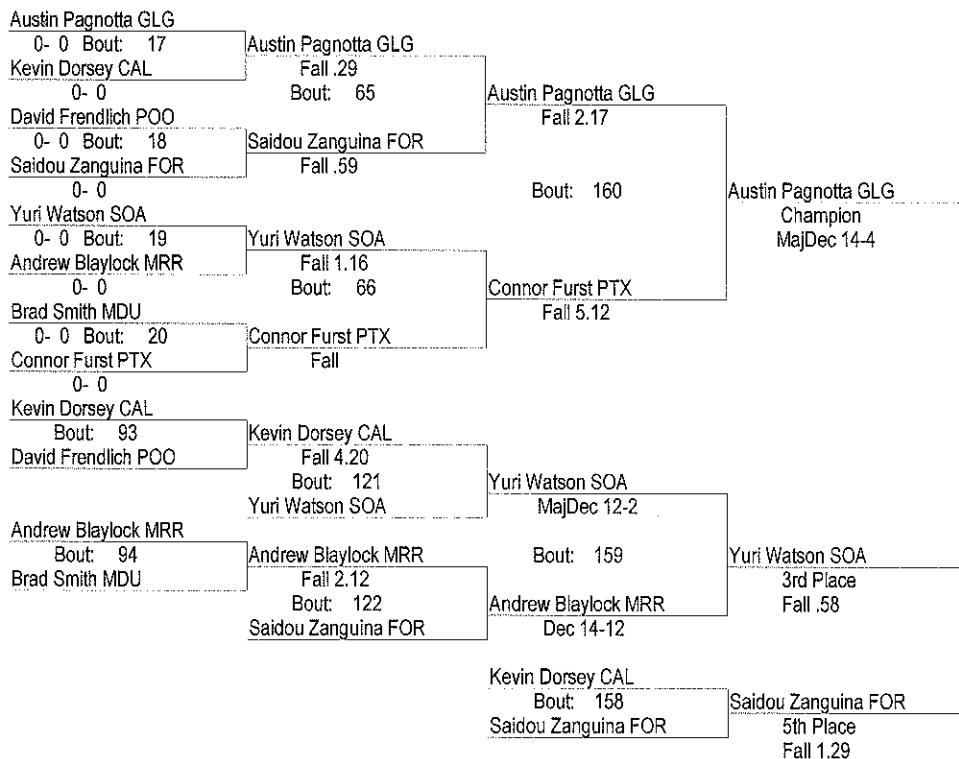 Austin Pagnotta GLG
0- 0 Bout: 17
Kevin Dorsey CAL
0- 0
David Frendlich POO
0- 0 Bout: 18
Saidou Zanguina FOR
0- 0
Yuri Watson SOA
0- 0 Bout: 19
Andrew Blaylock MRR
0- 0
Brad Smith MDU
0- 0 Bout: 20
Connor Furst PTX
0- 0
Austin Pagnotta GLG
Fall .29
Bout: 65
Saidou Zanguina FOR
Fall .59
Yuri Watson SOA
Fall 1.16
Bout: 66
Connor Furst PTX
Fall
Austin Pagnotta GLG
Fall 2.17
Bout: 160
Connor Furst PTX
Fall 5.12
Austin Pagnotta GLG
Champion
MajDec 14-4
Kevin Dorsey CAL
Bout: 93
David Frendlich POO
Andrew Blaylock MRR
Bout: 94
Brad Smith MDU
Kevin Dorsey CAL
Fall 4.20
Bout: 121
Yuri Watson SOA
Andrew Blaylock MRR
Fall 2.12
Bout: 122
Saidou Zanguina FOR
Yuri Watson SOA
MajDec 12-2
Bout: 159
Andrew Blaylock MRR
Dec 14-12
Yuri Watson SOA
3rd Place
Fall .58
Kevin Dorsey CAL
Bout: 158
Saidou Zanguina FOR
Saidou Zanguina FOR
5th Place
Fall 1.29